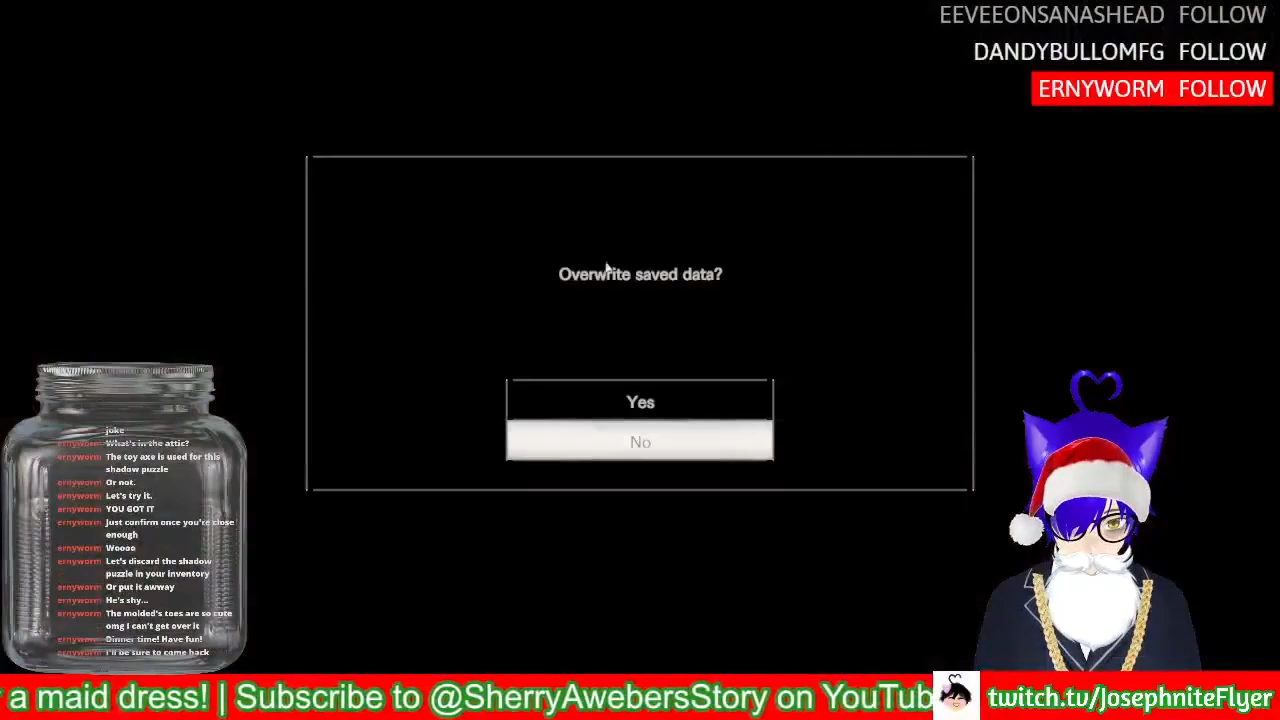 EEVEEONSANASHEAD FOLLOW
DANDYBULLOMFG FOLLOW
ERNYWORM FOLLOW
Overwrite saved data?
Yes
No
joke
ernyworm What's in the attic?
ernyworm The toy axe is used for this
shadow puzzle
ernyworm Or not.
ernyworm Let's try it.
ernyworm YOU GOT IT
ernyworm Just confirm once you're close
enough
ernyworm Woooo
ernyworm Let's discard the shadow
puzzle in your inventory
ernyworm Or put it awway
ernyworm He's shy...
ernyworm The molded's toes are so cute
omg I can't get over it
ernyworm Dinner time! Have fun!
ernyworm I'll be sure to come back
a maid dress! | Subscribe to @SherryAwebersStory on YouTub
twitch.tv/JosephniteFlyer